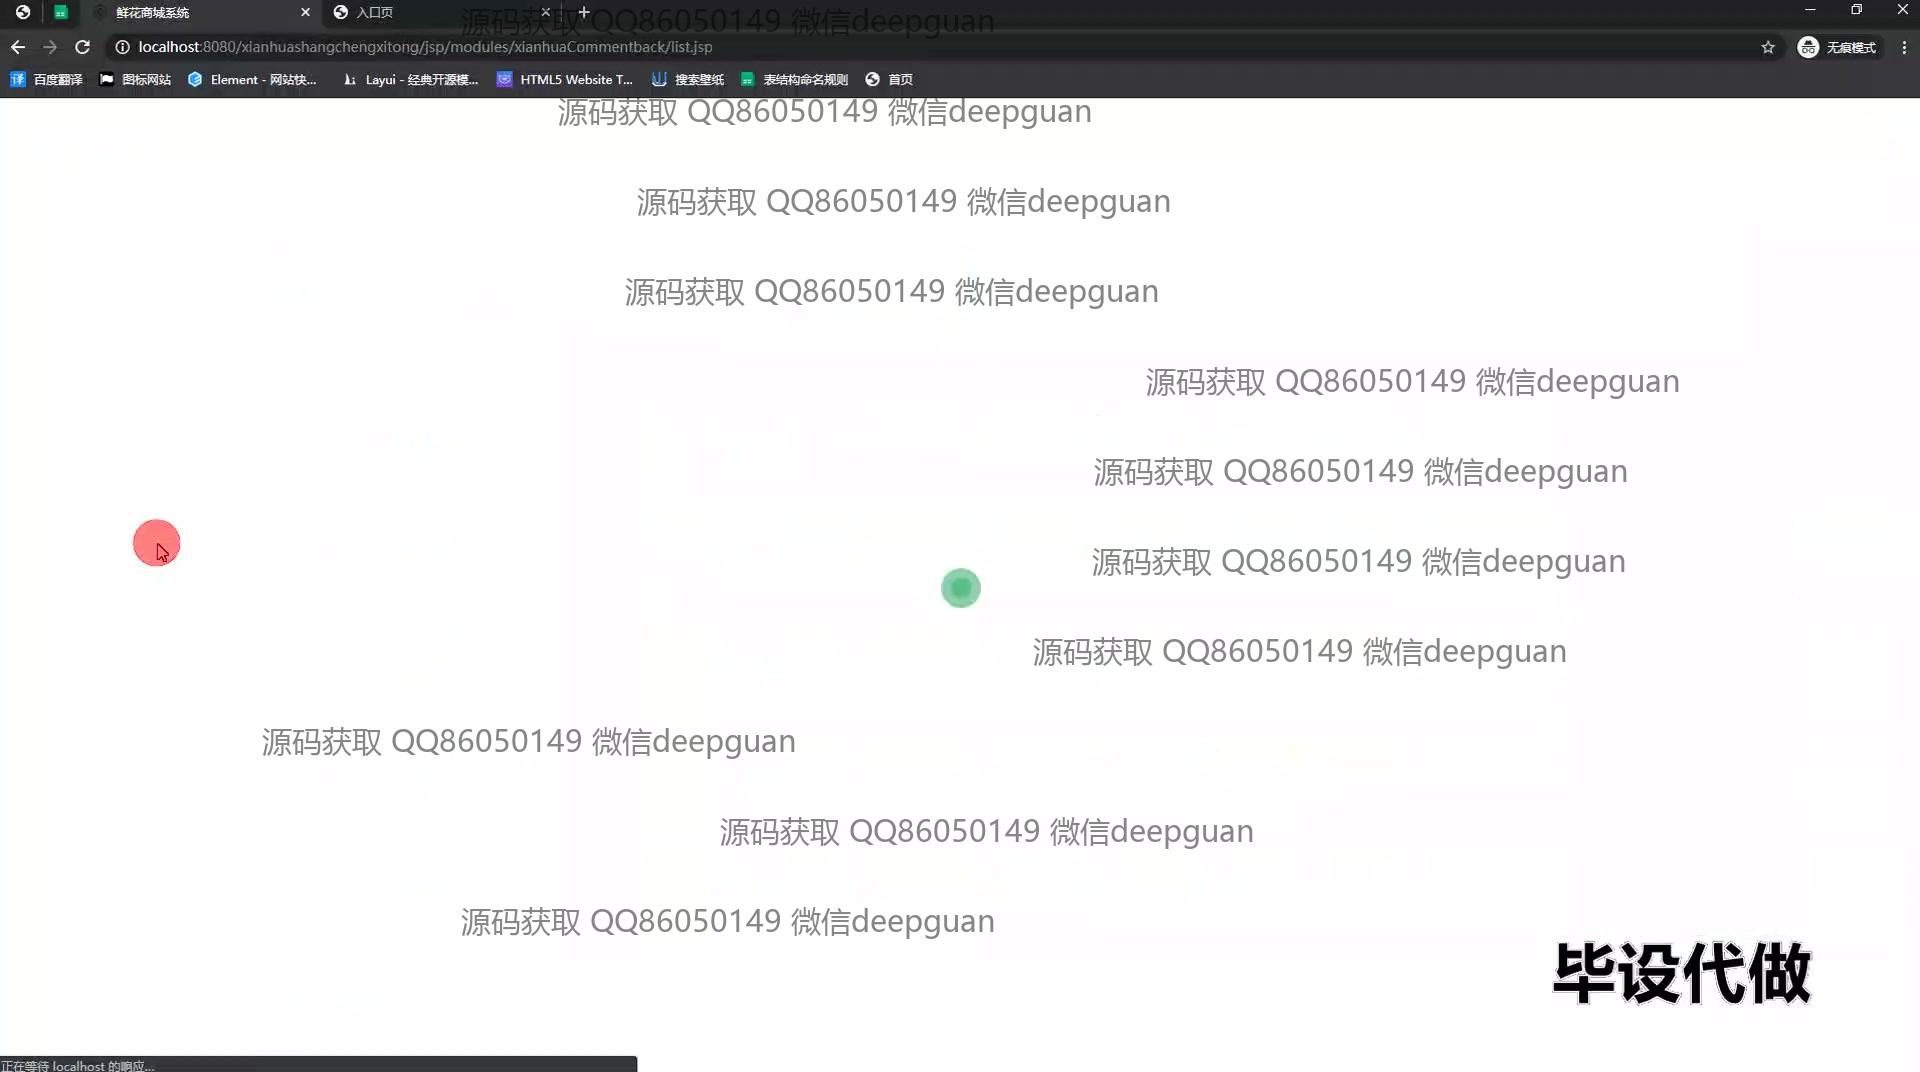 鲜花商城系统
入口页
源码获取 QQ86050149 微信deepguan
localhost:8080/xianhuashangchengxitong/jsp/modules/xianhuaCommentback/list.jsp
无痕模式
百度翻译 图标网站 Element - 网站快... Layui - 经典开源模... HTML5 Website T... 搜索壁纸 表结构命名规则 首页
源码获取 QQ86050149 微信deepguan
源码获取 QQ86050149 微信deepguan
源码获取 QQ86050149 微信deepguan
源码获取 QQ86050149 微信deepguan
源码获取 QQ86050149 微信deepguan
源码获取 QQ86050149 微信deepguan
源码获取 QQ86050149 微信deepguan
源码获取 QQ86050149 微信deepguan
源码获取 QQ86050149 微信deepguan
源码获取 QQ86050149 微信deepguan
毕设代做
正在等待 localhost 的响应...